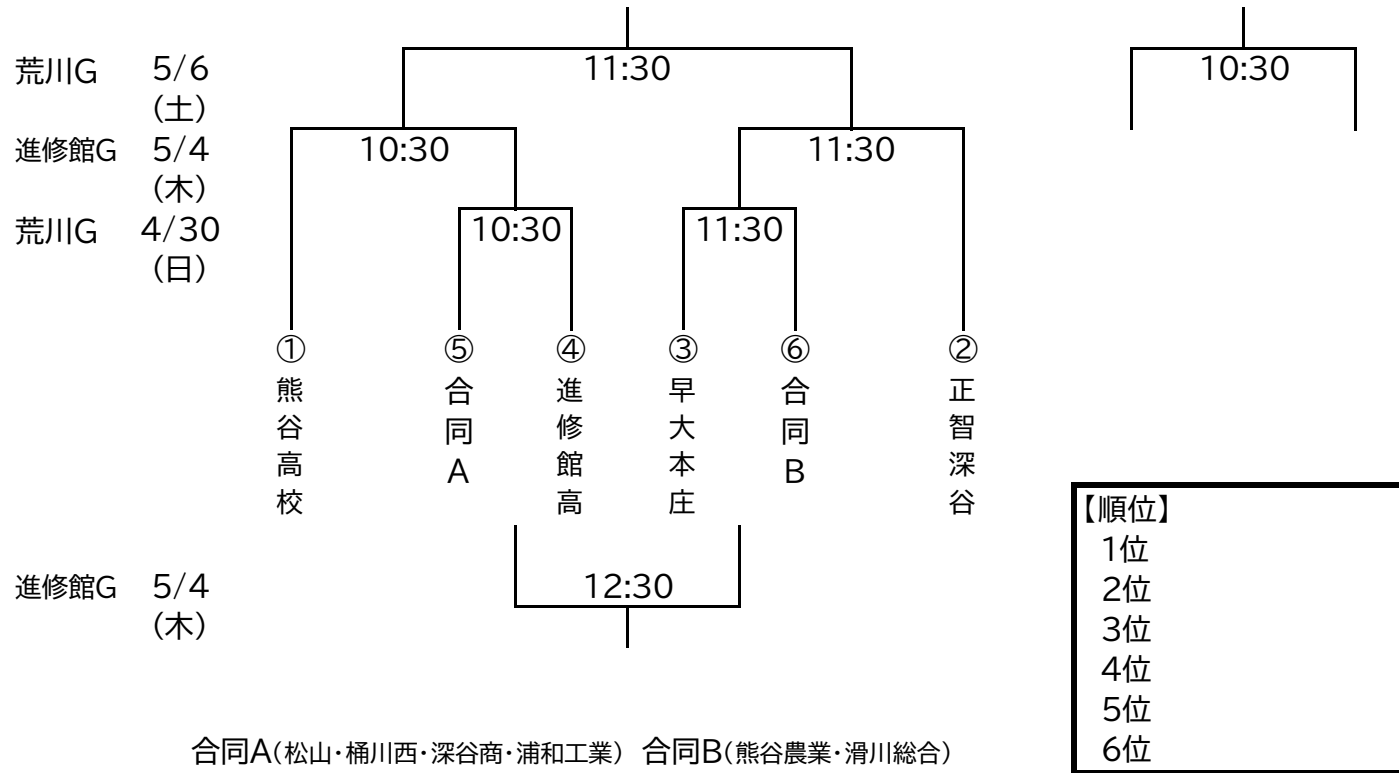 荒川G 5/6 11:30 10:30
(土)
進修館G 5/4 10:30 11:30
(木)
荒川G 4/30 10:30 11:30
(日)
① ⑤ ④ ③ ⑥ ②
熊谷高校
合同A
進修館高
早大本庄
合同B
正智深谷
進修館G 5/4 12:30
(木)
【順位】
1位
2位
3位
4位
5位
6位
合同A(松山・桶川西・深谷商・浦和工業) 合同B(熊谷農業・滑川総合)